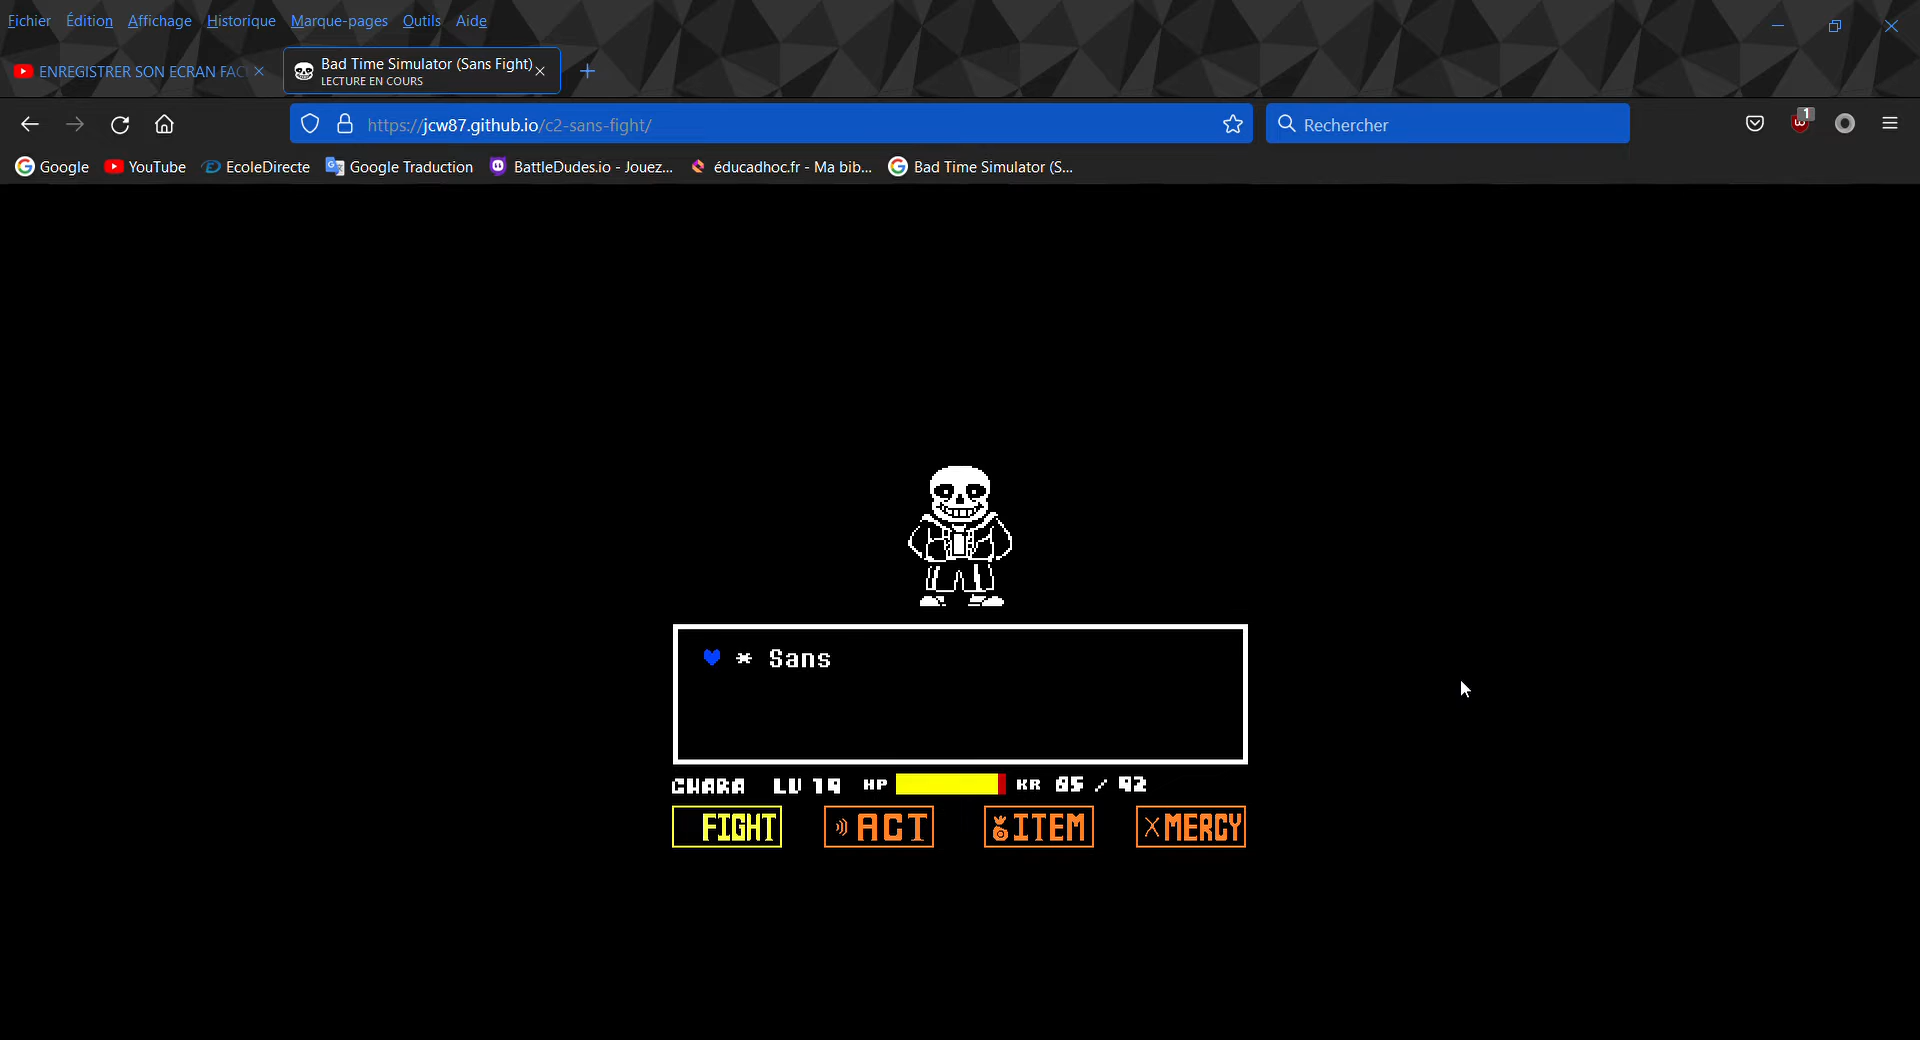 Fichier Édition Affichage Historique Marque-pages Outils Aide
ENREGISTRER SON ECRAN FAC
Bad Time Simulator (Sans Fight)
LECTURE EN COURS
https://jcw87.github.io/c2-sans-fight/
Rechercher
1
Google YouTube EcoleDirecte Google Traduction BattleDudes.io - Jouez... éducadhoc.fr - Ma bib... Bad Time Simulator (S...
* Sans
CHARA LV 19 HP KR 85 / 92
FIGHT ACT ITEM MERCY